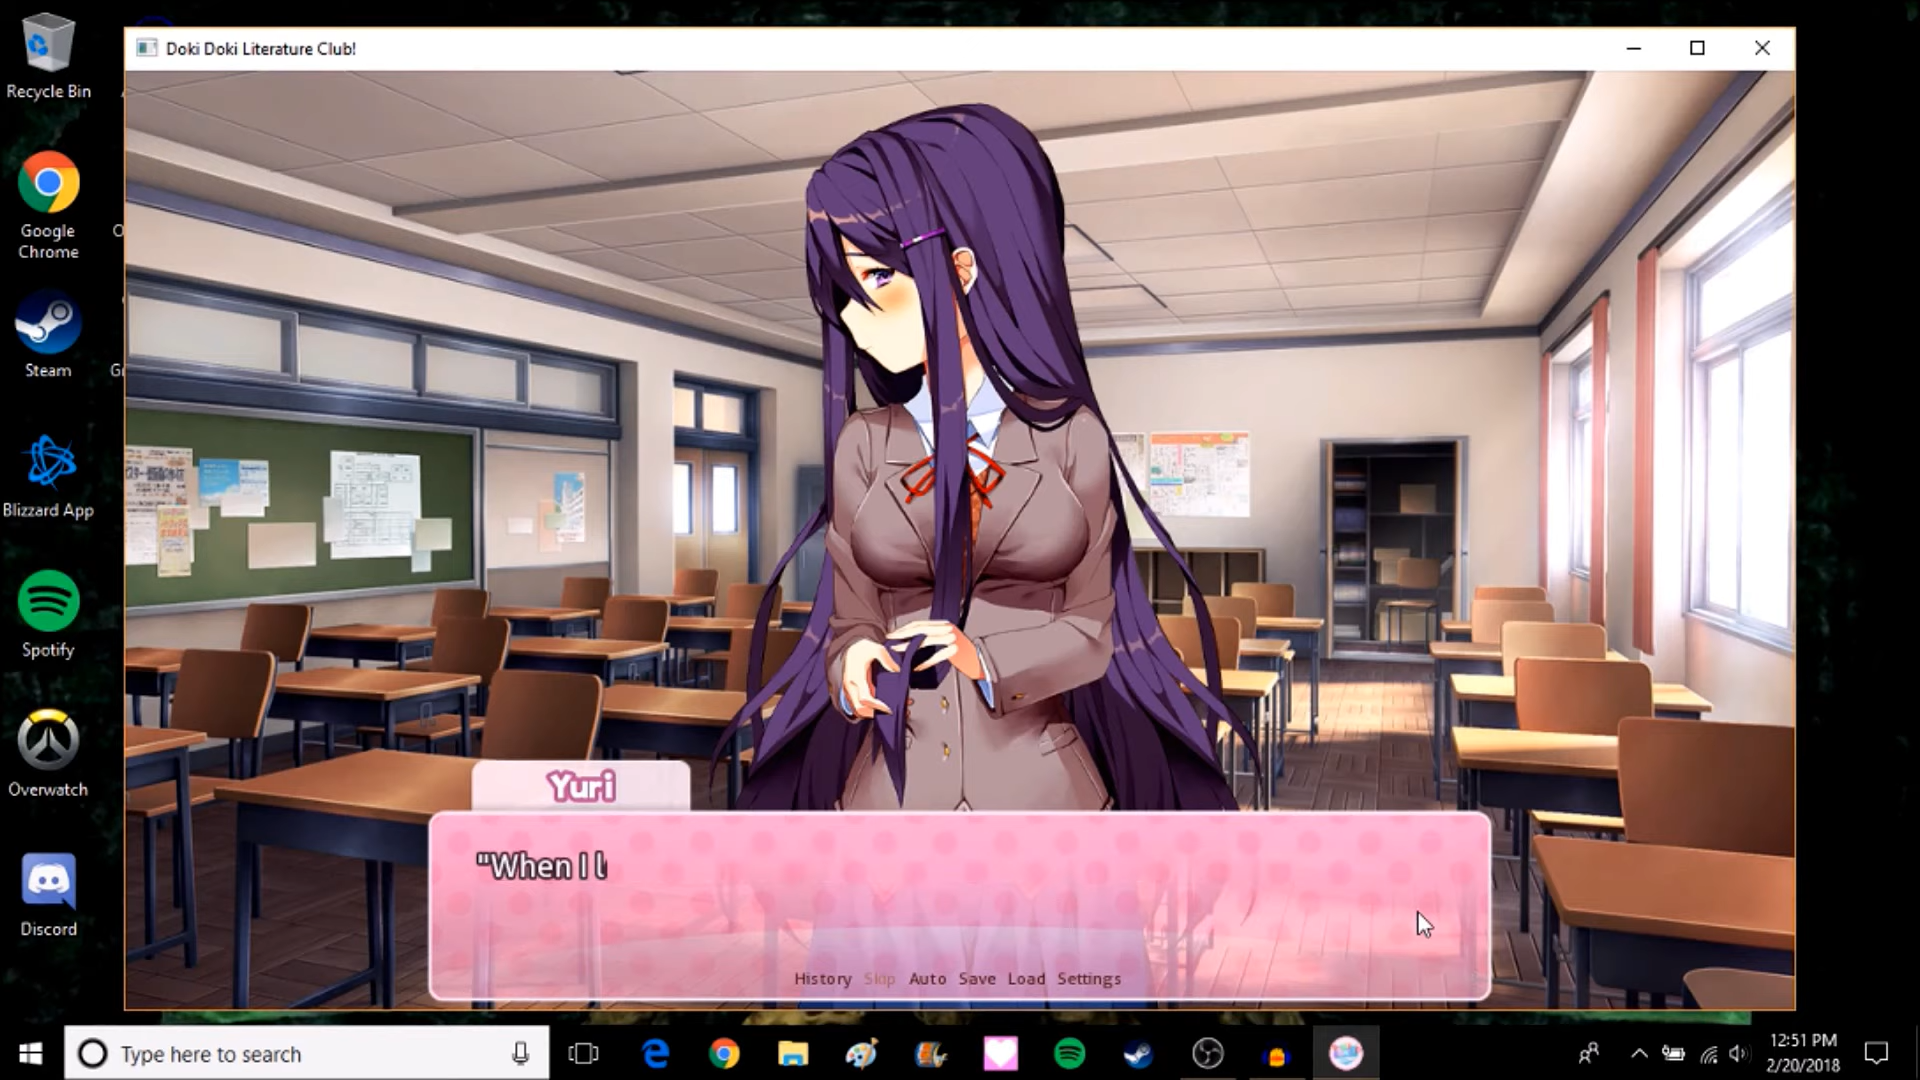 Doki Doki Literature Club!
Recycle Bin
Google
Chrome
Steam
Blizzard App
Spotify
Overwatch
Discord
Yuri
"When I l
History Skip Auto Save Load Settings
Type here to search
12:51 PM
2/20/2018